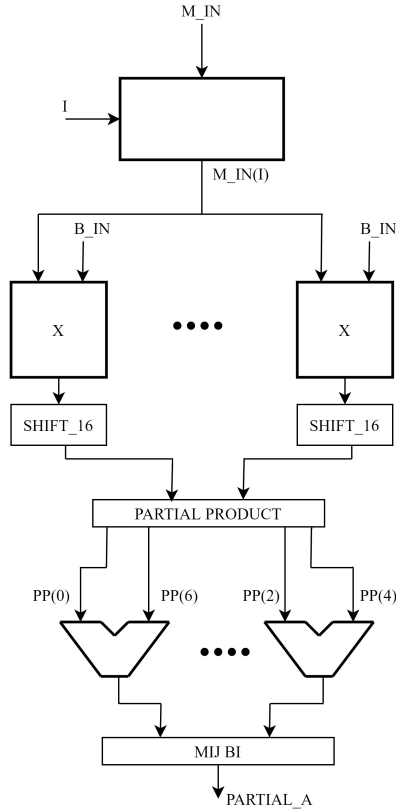 M_IN
I
M_IN(I)
B_IN
B_IN
X
X
SHIFT_16
SHIFT_16
PARTIAL PRODUCT
PP(0)
PP(6)
PP(2)
PP(4)
MIJ BI
PARTIAL_A